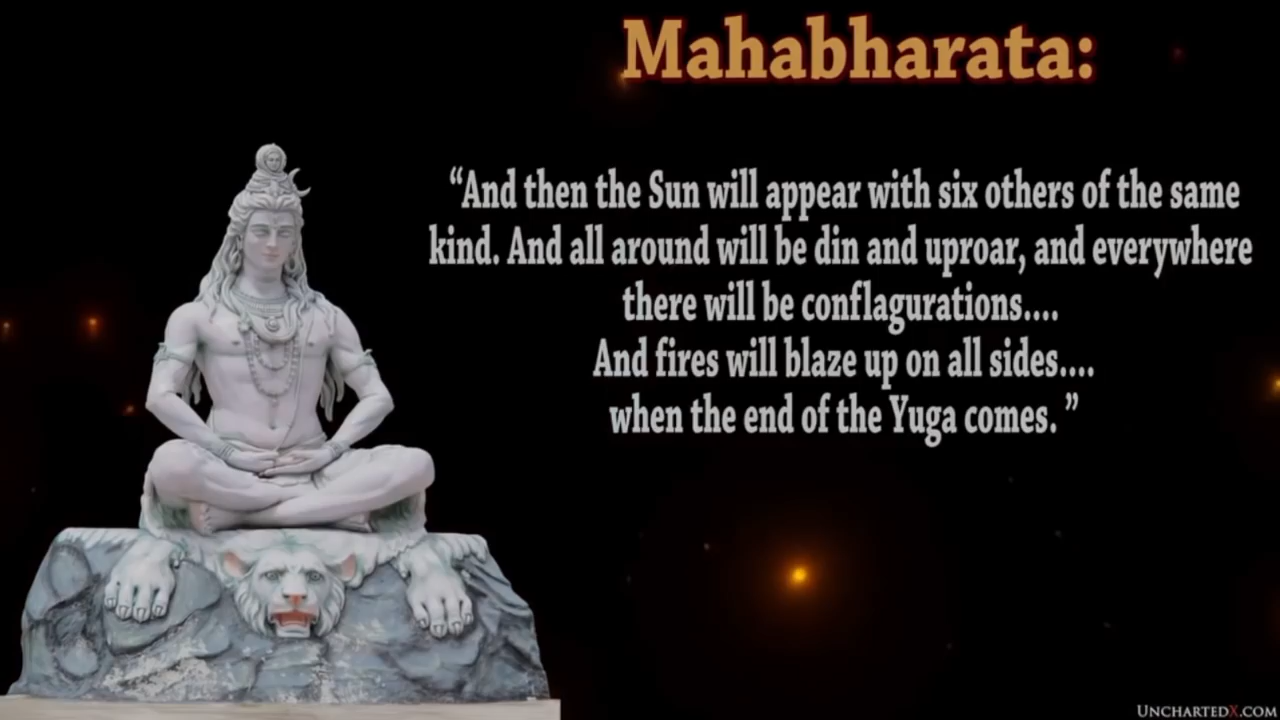 Mahabharata:
“And then the Sun will appear with six others of the same
kind. And all around will be din and uproar, and everywhere
there will be conflagurations....
And fires will blaze up on all sides....
when the end of the Yuga comes. ”
UNCHARTEDX.COM